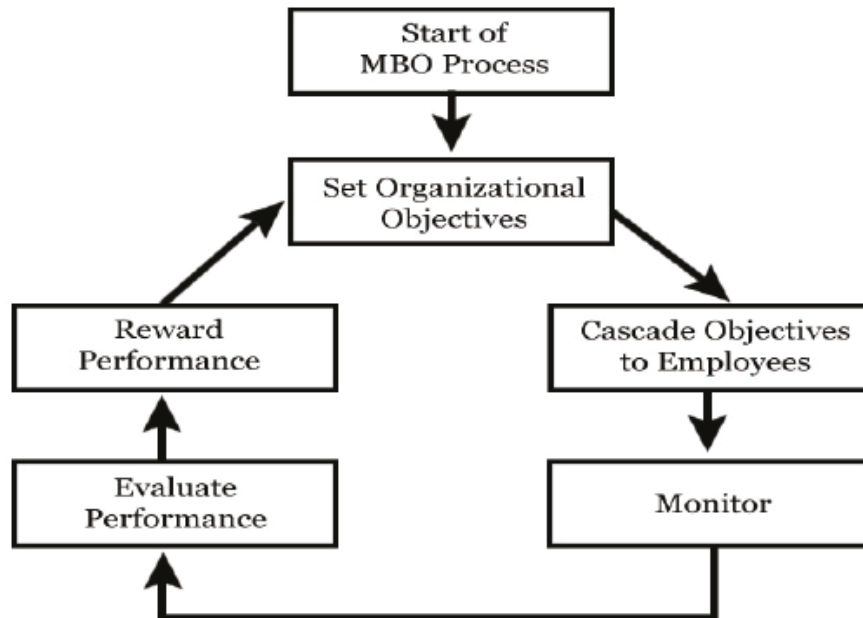 Start of
MBO Process
Set Organizational
Objectives
Cascade Objectives
to Employees
Monitor
Evaluate
Performance
Reward
Performance